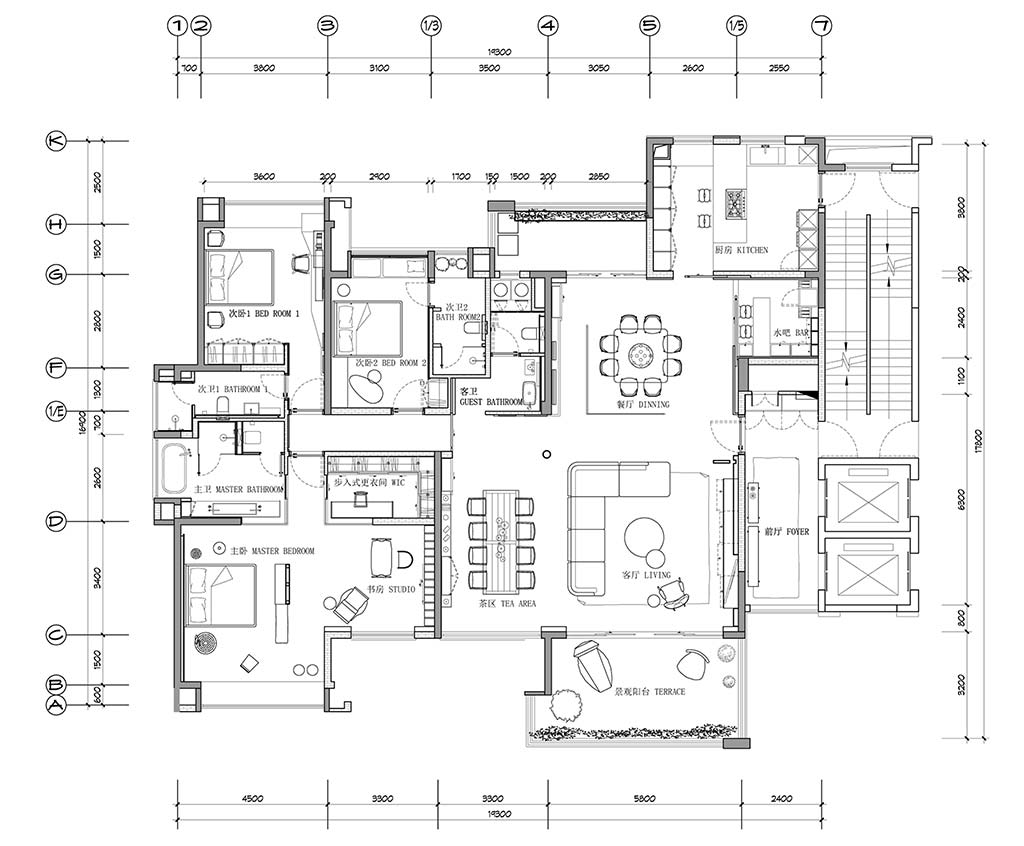 1 2 3 1/3 4 5 1/5 7
19300
700 3800 3100 3500 3050 2600 2550
K
H
G
F
1/E
D
C
B
A
2500
1500
2800
1300
700
2600
3400
1500
600
16900
3600 200 2900 1700 150 1500 200 2850
3800
200
2400
1100
6300
800
3200
17800
厨房 KITCHEN
次卧1 BED ROOM 1
次卫2
BATH ROOM2
水吧 BAR
次卧2 BED ROOM 2
次卫1 BATHROOM 1
客卫
GUEST BATHROOM
餐厅 DINNING
主卫 MASTER BATHROOM
步入式更衣间 WIC
前厅 FOYER
主卧 MASTER BEDROOM
书房 STUDIO
客厅 LIVING
茶区 TEA AREA
景观阳台 TERRACE
4500 3300 3300 5800 2400
19300